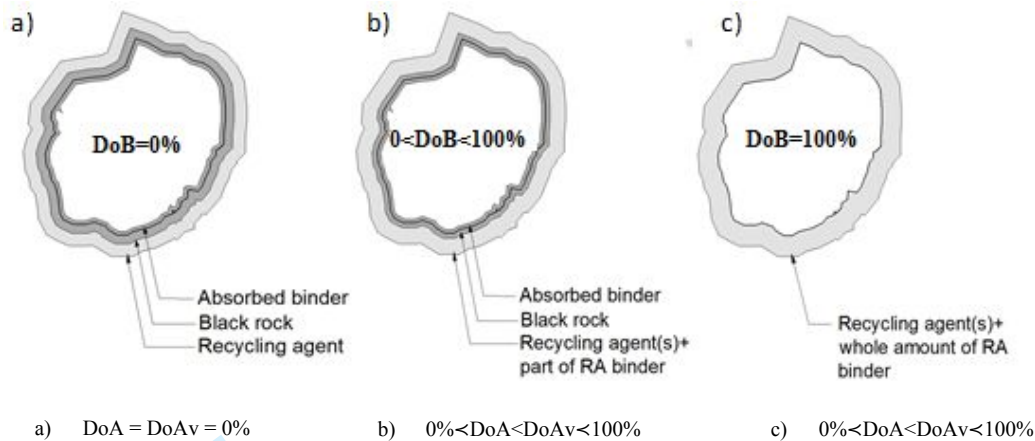 a)
DoB=0%
Absorbed binder
Black rock
Recycling agent
b)
0<DoB<100%
Absorbed binder
Black rock
Recycling agent(s)+
part of RA binder
c)
DoB=100%
Recycling agent(s)+
whole amount of RA
binder
a) DoA = DoAv = 0%
b) 0%≺DoA<DoAv≺100%
c) 0%≺DoA<DoAv≺100%